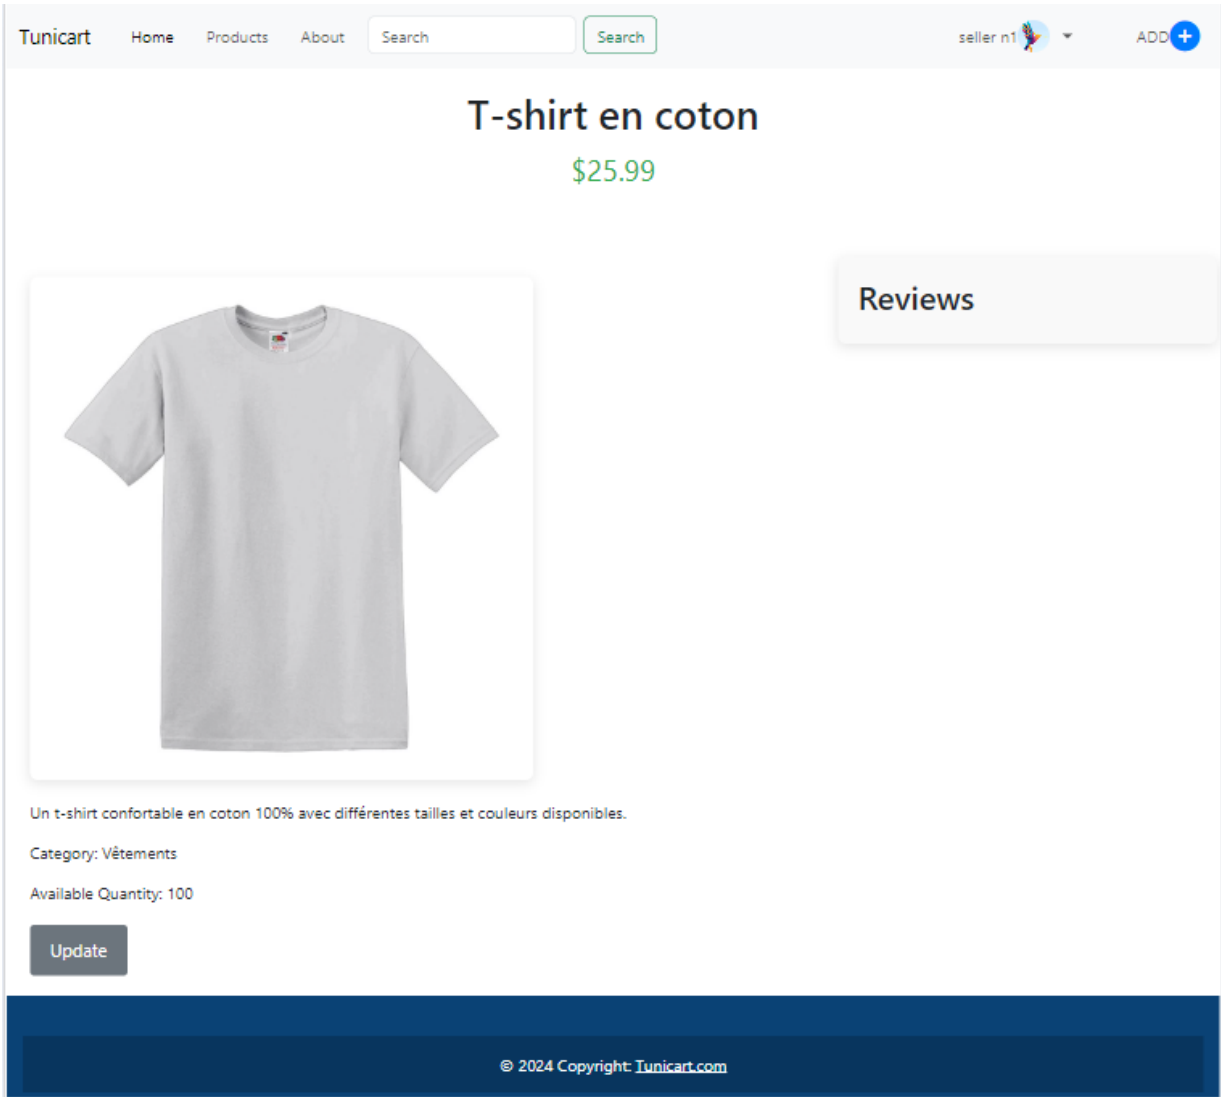 Tunicart Home Products About Search Search seller n1 ADD
T-shirt en coton
$25.99
Reviews
Un t-shirt confortable en coton 100% avec différentes tailles et couleurs disponibles.
Category: Vêtements
Available Quantity: 100
Update
© 2024 Copyright: Tunicart.com